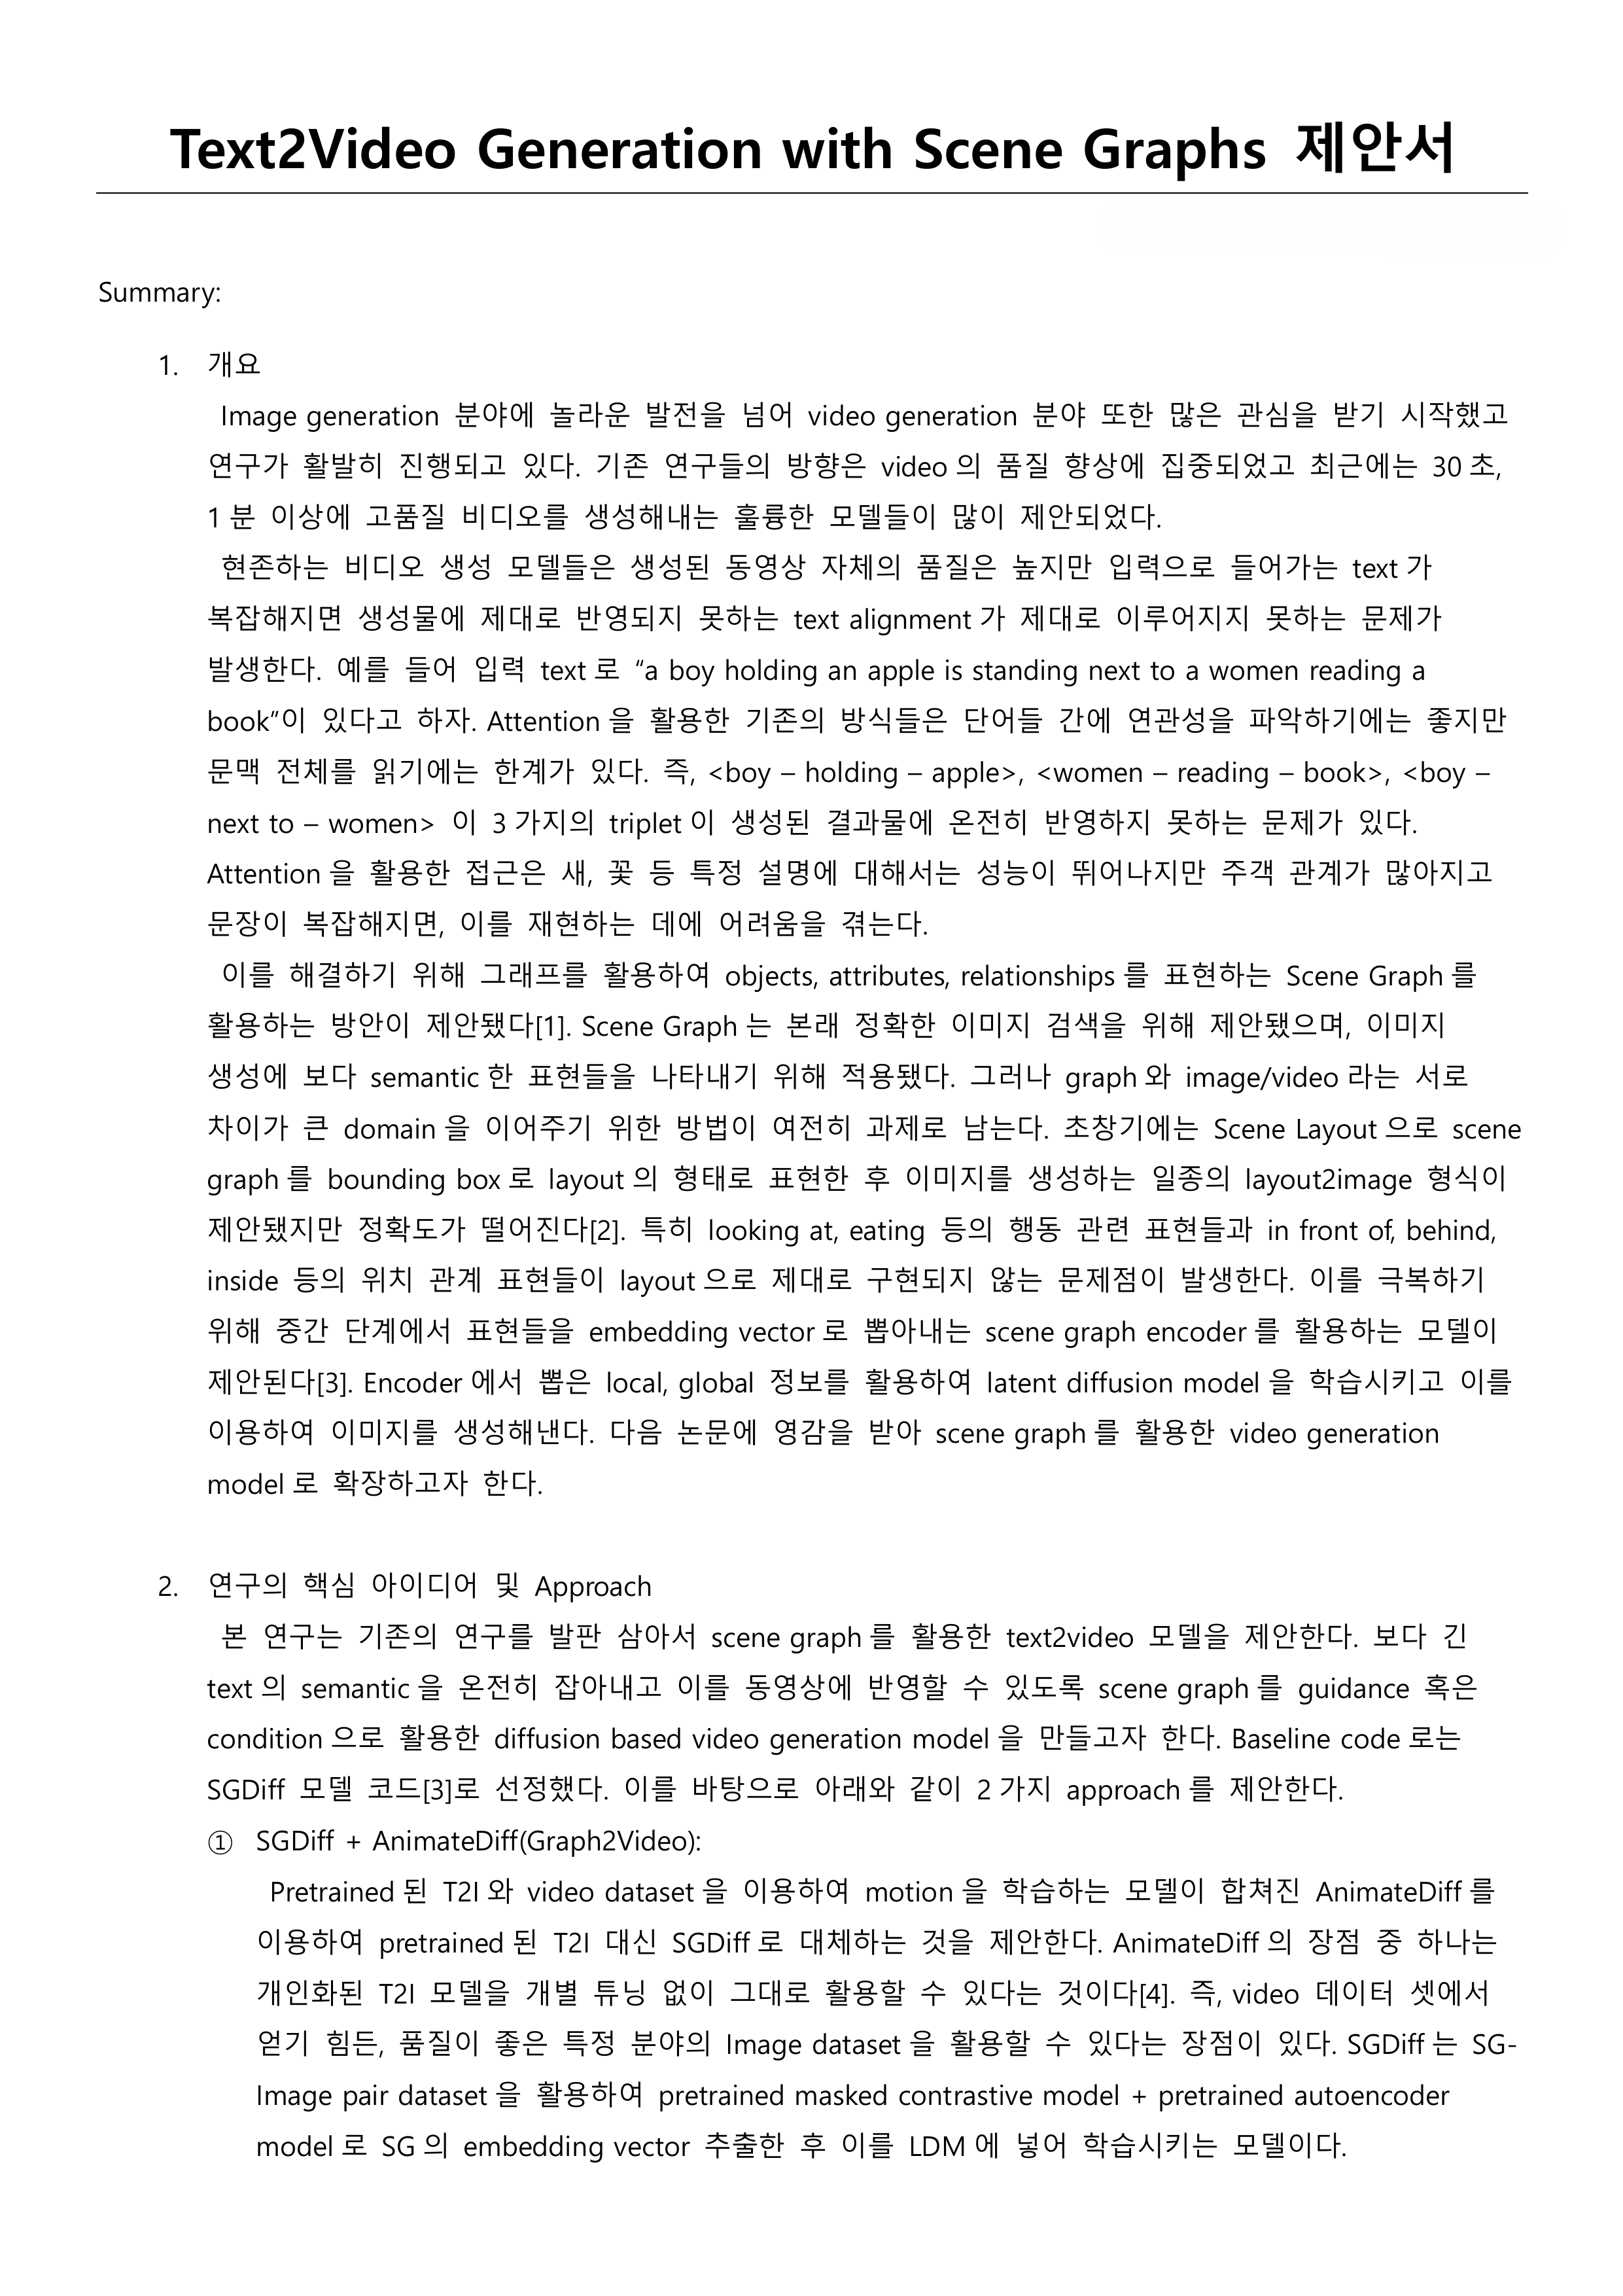 Text2Video Generation with Scene Graphs 제안서
Summary:
1. 개요
Image generation 분야에 놀라운 발전을 넘어 video generation 분야 또한 많은 관심을 받기 시작했고
연구가 활발히 진행되고 있다. 기존 연구들의 방향은 video 의 품질 향상에 집중되었고 최근에는 30 초,
1 분 이상에 고품질 비디오를 생성해내는 훌륭한 모델들이 많이 제안되었다.
현존하는 비디오 생성 모델들은 생성된 동영상 자체의 품질은 높지만 입력으로 들어가는 text 가
복잡해지면 생성물에 제대로 반영되지 못하는 text alignment 가 제대로 이루어지지 못하는 문제가
발생한다. 예를 들어 입력 text 로 “a boy holding an apple is standing next to a women reading a
book”이 있다고 하자. Attention 을 활용한 기존의 방식들은 단어들 간에 연관성을 파악하기에는 좋지만
문맥 전체를 읽기에는 한계가 있다. 즉, <boy – holding – apple>, <women – reading – book>, <boy –
next to – women> 이 3 가지의 triplet 이 생성된 결과물에 온전히 반영하지 못하는 문제가 있다.
Attention 을 활용한 접근은 새, 꽃 등 특정 설명에 대해서는 성능이 뛰어나지만 주객 관계가 많아지고
문장이 복잡해지면, 이를 재현하는 데에 어려움을 겪는다.
이를 해결하기 위해 그래프를 활용하여 objects, attributes, relationships 를 표현하는 Scene Graph 를
활용하는 방안이 제안됐다[1]. Scene Graph 는 본래 정확한 이미지 검색을 위해 제안됐으며, 이미지
생성에 보다 semantic 한 표현들을 나타내기 위해 적용됐다. 그러나 graph 와 image/video 라는 서로
차이가 큰 domain 을 이어주기 위한 방법이 여전히 과제로 남는다. 초창기에는 Scene Layout 으로 scene
graph 를 bounding box 로 layout 의 형태로 표현한 후 이미지를 생성하는 일종의 layout2image 형식이
제안됐지만 정확도가 떨어진다[2]. 특히 looking at, eating 등의 행동 관련 표현들과 in front of, behind,
inside 등의 위치 관계 표현들이 layout 으로 제대로 구현되지 않는 문제점이 발생한다. 이를 극복하기
위해 중간 단계에서 표현들을 embedding vector 로 뽑아내는 scene graph encoder 를 활용하는 모델이
제안된다[3]. Encoder 에서 뽑은 local, global 정보를 활용하여 latent diffusion model 을 학습시키고 이를
이용하여 이미지를 생성해낸다. 다음 논문에 영감을 받아 scene graph 를 활용한 video generation
model 로 확장하고자 한다.
2. 연구의 핵심 아이디어 및 Approach
본 연구는 기존의 연구를 발판 삼아서 scene graph 를 활용한 text2video 모델을 제안한다. 보다 긴
text 의 semantic 을 온전히 잡아내고 이를 동영상에 반영할 수 있도록 scene graph 를 guidance 혹은
condition 으로 활용한 diffusion based video generation model 을 만들고자 한다. Baseline code 로는
SGDiff 모델 코드[3]로 선정했다. 이를 바탕으로 아래와 같이 2 가지 approach 를 제안한다.
① SGDiff + AnimateDiff(Graph2Video):
Pretrained 된 T2I 와 video dataset 을 이용하여 motion 을 학습하는 모델이 합쳐진 AnimateDiff 를
이용하여 pretrained 된 T2I 대신 SGDiff 로 대체하는 것을 제안한다. AnimateDiff 의 장점 중 하나는
개인화된 T2I 모델을 개별 튜닝 없이 그대로 활용할 수 있다는 것이다[4]. 즉, video 데이터 셋에서
얻기 힘든, 품질이 좋은 특정 분야의 Image dataset 을 활용할 수 있다는 장점이 있다. SGDiff 는 SG-
Image pair dataset 을 활용하여 pretrained masked contrastive model + pretrained autoencoder
model 로 SG 의 embedding vector 추출한 후 이를 LDM 에 넣어 학습시키는 모델이다.